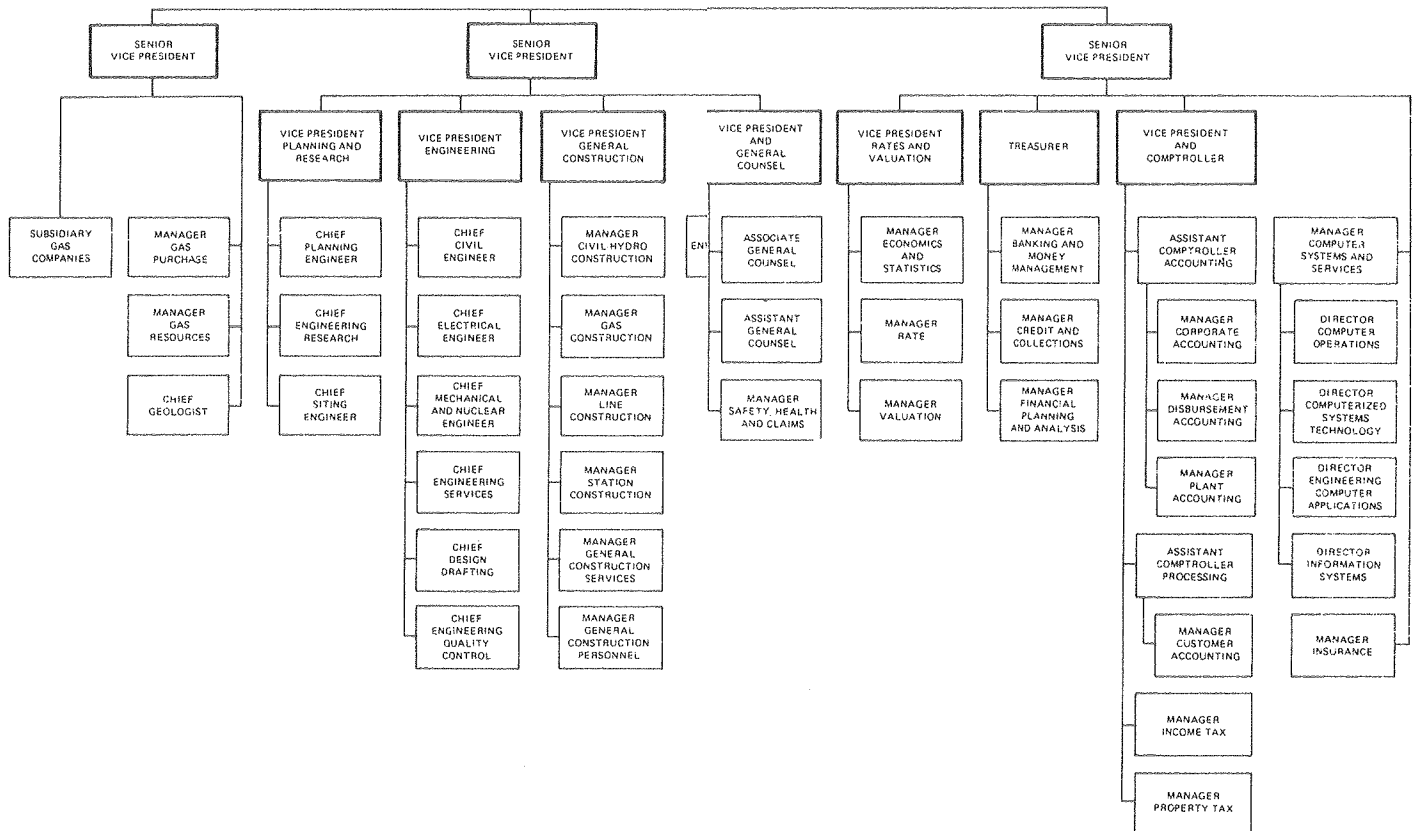 SENIOR
VICE PRESIDENT
SENIOR
VICE PRESIDENT
SENIOR
VICE PRESIDENT
VICE PRESIDENT
PLANNING AND
RESEARCH
VICE PRESIDENT
ENGINEERING
VICE PRESIDENT
GENERAL
CONSTRUCTION
VICE PRESIDENT
AND
GENERAL
COUNSEL
VICE PRESIDENT
RATES AND
VALUATION
TREASURER
VICE PRESIDENT
AND
COMPTROLLER
SUBSIDIARY
GAS
COMPANIES
MANAGER
GAS
PURCHASE
MANAGER
GAS
RESOURCES
CHIEF
GEOLOGIST
CHIEF
PLANNING
ENGINEER
CHIEF
ENGINEERING
RESEARCH
CHIEF
SITING
ENGINEER
CHIEF
CIVIL
ENGINEER
CHIEF
ELECTRICAL
ENGINEER
CHIEF
MECHANICAL
AND NUCLEAR
ENGINEER
CHIEF
ENGINEERING
SERVICES
CHIEF
DESIGN
DRAFTING
CHIEF
ENGINEERING
QUALITY
CONTROL
MANAGER
CIVIL-HYDRO
CONSTRUCTION
MANAGER
GAS
CONSTRUCTION
MANAGER
LINE
CONSTRUCTION
MANAGER
STATION
CONSTRUCTION
MANAGER
GENERAL
CONSTRUCTION
SERVICES
MANAGER
GENERAL
CONSTRUCTION
PERSONNEL
ASSOCIATE
GENERAL
COUNSEL
ASSISTANT
GENERAL
COUNSEL
MANAGER
SAFETY, HEALTH
AND CLAIMS
MANAGER
ECONOMICS
AND
STATISTICS
MANAGER
RATE
MANAGER
VALUATION
MANAGER
BANKING AND
MONEY
MANAGEMENT
MANAGER
CREDIT AND
COLLECTIONS
MANAGER
FINANCIAL
PLANNING
AND ANALYSIS
ASSISTANT
COMPTROLLER
ACCOUNTING
MANAGER
CORPORATE
ACCOUNTING
MANAGER
DISBURSEMENT
ACCOUNTING
MANAGER
PLANT
ACCOUNTING
ASSISTANT
COMPTROLLER
PROCESSING
MANAGER
CUSTOMER
ACCOUNTING
MANAGER
INCOME TAX
MANAGER
PROPERTY TAX
MANAGER
COMPUTER
SYSTEMS AND
SERVICES
DIRECTOR
COMPUTER
OPERATIONS
DIRECTOR
COMPUTERIZED
SYSTEMS
TECHNOLOGY
DIRECTOR
ENGINEERING
COMPUTER
APPLICATIONS
DIRECTOR
INFORMATION
SYSTEMS
MANAGER
INSURANCE